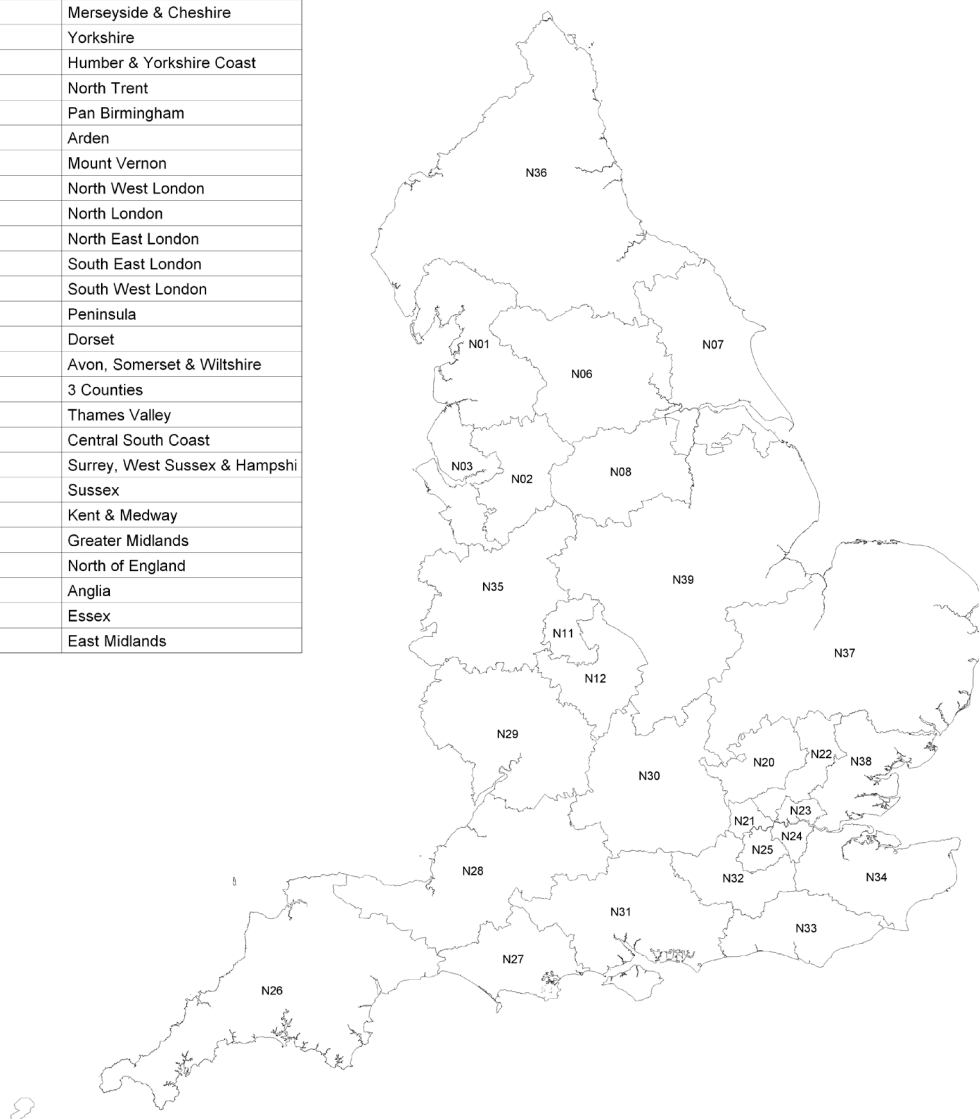 Merseyside & Cheshire
Yorkshire
Humber & Yorkshire Coast
North Trent
Pan Birmingham
Arden
Mount Vernon
North West London
North London
North East London
South East London
South West London
Peninsula
Dorset
Avon, Somerset & Wiltshire
3 Counties
Thames Valley
Central South Coast
Surrey, West Sussex & Hampshi
Sussex
Kent & Medway
Greater Midlands
North of England
Anglia
Essex
East Midlands
N36
N01
N07
N06
N03
N02
N08
N35
N39
N11
N12
N37
N29
N30
N20
N22
N38
N21
N23
N24
N25
N28
N32
N34
N31
N33
N27
N26